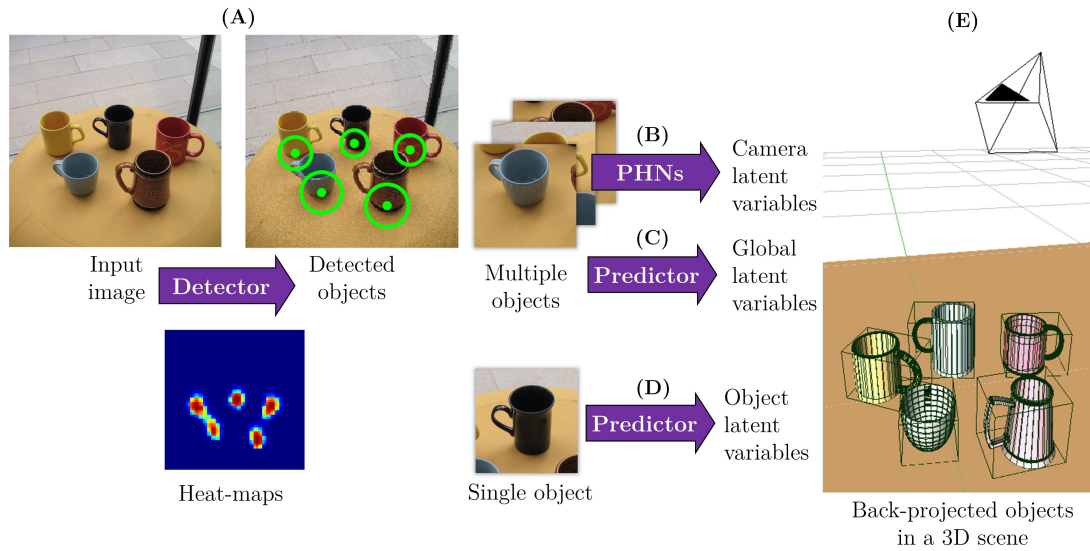 (A)
(E)
(B)
PHNs
Camera
latent
variables
(C)
Predictor
Global
latent
variables
Input
image
Detector
Detected
objects
Multiple
objects
(D)
Predictor
Object
latent
variables
Heat-maps
Single object
Back-projected objects
in a 3D scene